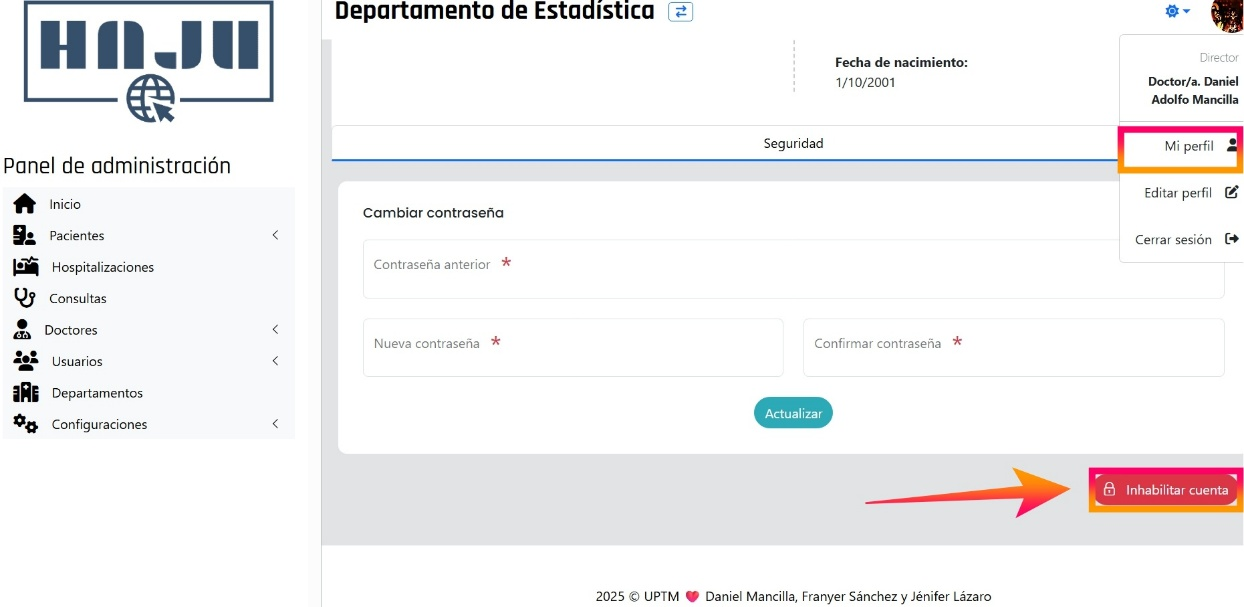 HNJU
Panel de administración
Inicio
Pacientes
Hospitalizaciones
Consultas
Doctores
Usuarios
Departamentos
Configuraciones
Departamento de Estadística
Fecha de nacimiento:
1/10/2001
Director
Doctor/a. Daniel
Adolfo Mancilla
Mi perfil
Editar perfil
Cerrar sesión
Seguridad
Cambiar contraseña
Contraseña anterior *
Nueva contraseña *
Confirmar contraseña *
Actualizar
Inhabilitar cuenta
2025 © UPTM ❤ Daniel Mancilla, Franyer Sánchez y Jénifer Lázaro